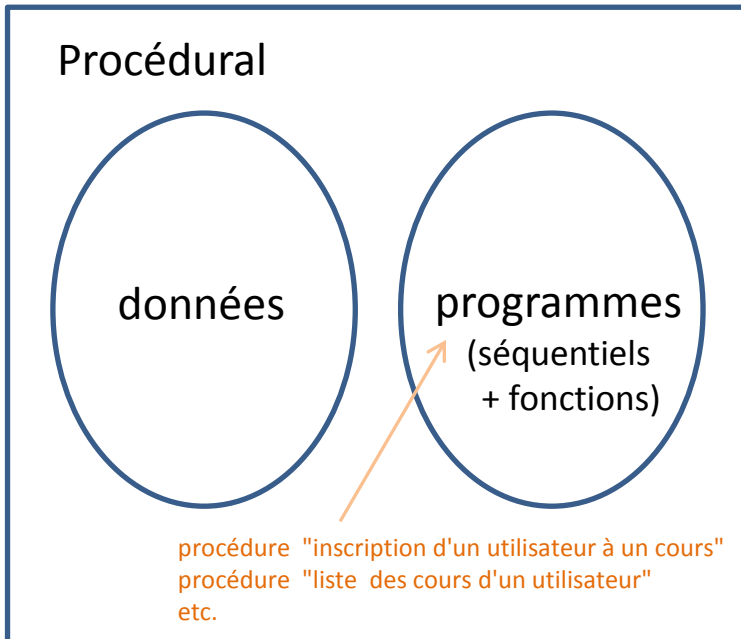 Procédural
données
programmes
(séquentiels
+ fonctions)
procédure "inscription d'un utilisateur à un cours"
procédure "liste des cours d'un utilisateur"
etc.